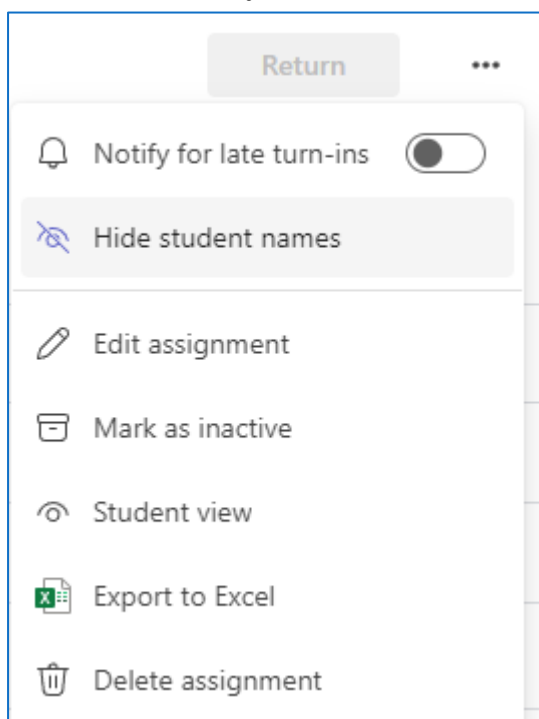 Return
Notify for late turn-ins
Hide student names
Edit assignment
Mark as inactive
Student view
Export to Excel
Delete assignment